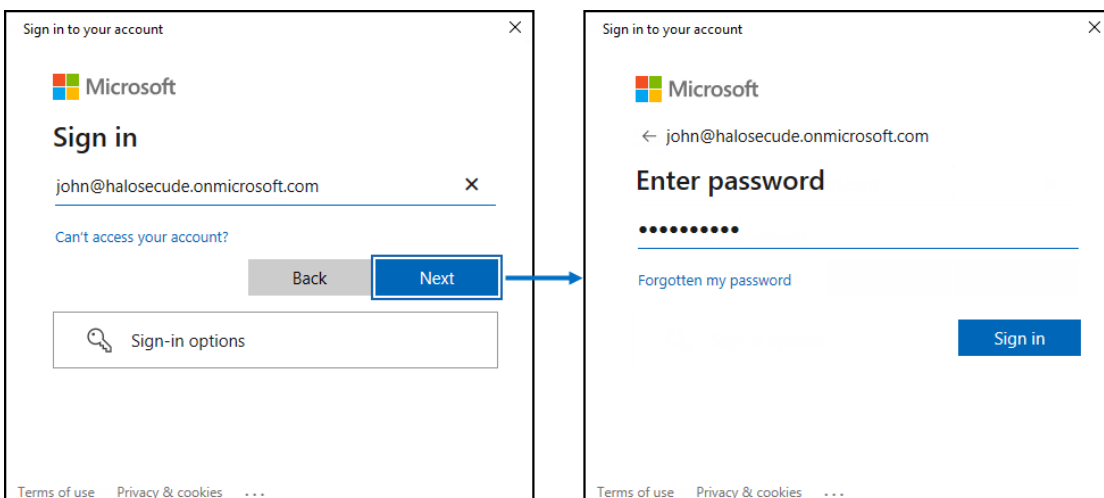 Sign in to your account
Microsoft
Sign in
john@halosecude.onmicrosoft.com
Can't access your account?
Back Next
Sign-in options
Terms of use Privacy & cookies ...
Sign in to your account
Microsoft
john@halosecude.onmicrosoft.com
Enter password
Forgotten my password
Sign in
Terms of use Privacy & cookies ...